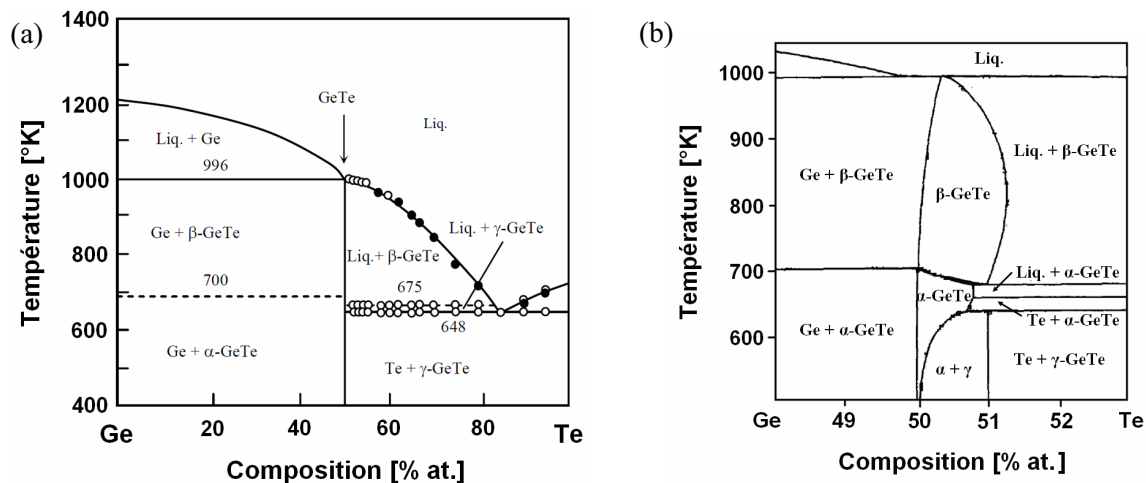 (a)
1400
1200
1000
800
600
400
Température [°K]
GeTe
Liq.
Liq. + Ge
996
Liq. + γ-GeTe
Ge + β-GeTe
Liq.+ β-GeTe
700
675
648
Ge + α-GeTe
Te + γ-GeTe
Ge
20
40
60
80
Te
Composition [% at.]
(b)
1000
900
800
700
600
Température [°K]
Liq.
Liq. + β-GeTe
Ge + β-GeTe
β-GeTe
Liq. + α-GeTe
α-GeTe
Te + α-GeTe
Ge + α-GeTe
α + γ
Te + γ-GeTe
Ge
49
50
51
52
Te
Composition [% at.]